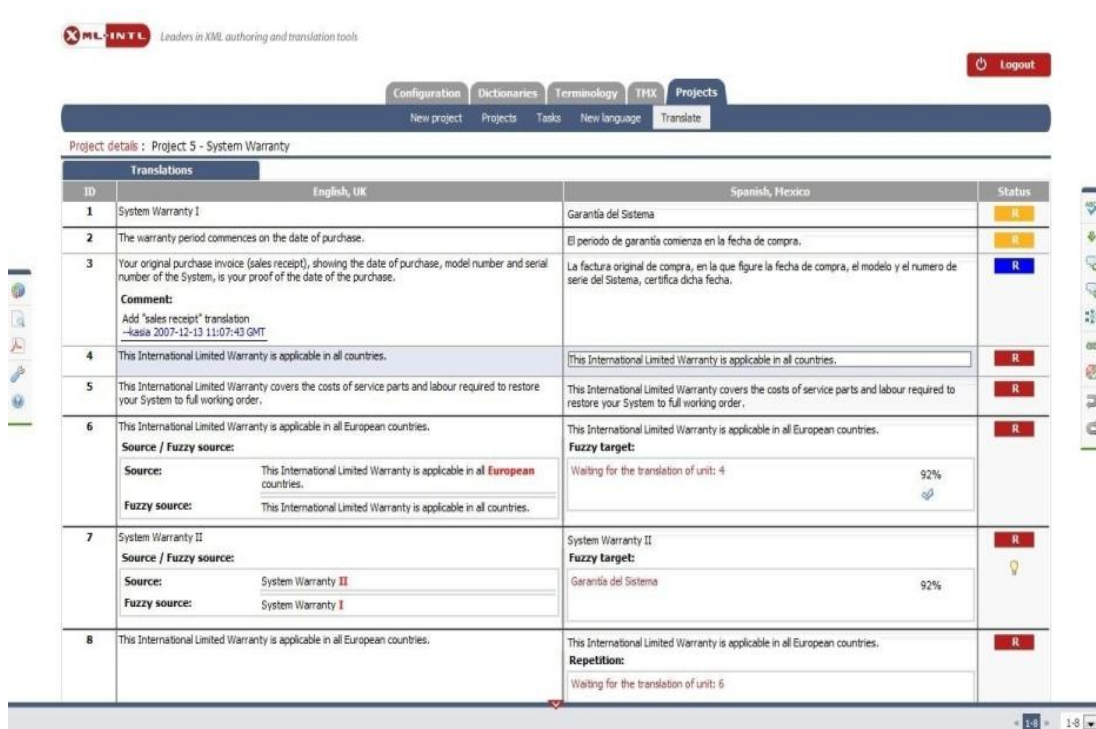 XML-INTL Leaders in XML authoring and translation tools
Logout
Configuration Dictionaries Terminology TMX Projects
New project Projects Tasks New language Translate
Project details : Project 5 - System Warranty
Translations
ID English, UK Spanish, Mexico Status
1 System Warranty I Garantía del Sistema R
2 The warranty period commences on the date of purchase. El periodo de garantía comienza en la fecha de compra. R
3 Your original purchase invoice (sales receipt), showing the date of purchase, model number and serial
number of the System, is your proof of the date of the purchase.
La factura original de compra, en la que figure la fecha de compra, el modelo y el numero de
serie del Sistema, certifica dicha fecha.
R
Comment:
Add "sales receipt" translation
--kasia 2007-12-13 11:07:43 GMT
4 This International Limited Warranty is applicable in all countries. This International Limited Warranty is applicable in all countries. R
5 This International Limited Warranty covers the costs of service parts and labour required to restore
your System to full working order.
This International Limited Warranty covers the costs of service parts and labour required to
restore your System to full working order.
R
6 This International Limited Warranty is applicable in all European countries.
Source / Fuzzy source:
Source: This International Limited Warranty is applicable in all European
countries.
Fuzzy source: This International Limited Warranty is applicable in all countries.
This International Limited Warranty is applicable in all European countries.
Fuzzy target:
Waiting for the translation of unit: 4 92%
R
7 System Warranty II
Source / Fuzzy source:
Source: System Warranty II
Fuzzy source: System Warranty I
System Warranty II
Fuzzy target:
Garantía del Sistema 92%
R
8 This International Limited Warranty is applicable in all European countries.
This International Limited Warranty is applicable in all European countries.
Repetition:
Waiting for the translation of unit: 6
R
« 1-8 » 1-8